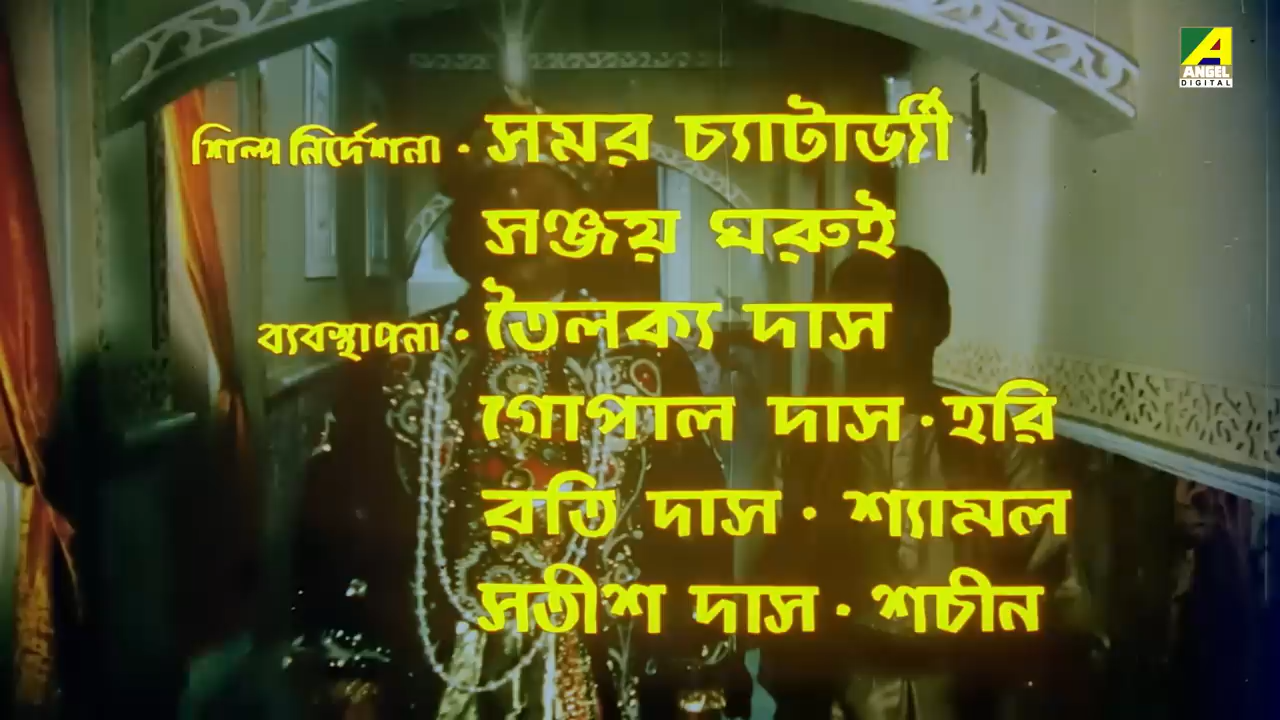 ANGEL
DIGITAL
শিল্প নির্দেশনা · সমর চ্যাটার্জী
সঞ্জয় ঘরুই
ব্যবস্থাপনা · তৈলক্য দাস
গোপাল দাস · হরি
রতি দাস · শ্যামল
সতীশ দাস · শচীন